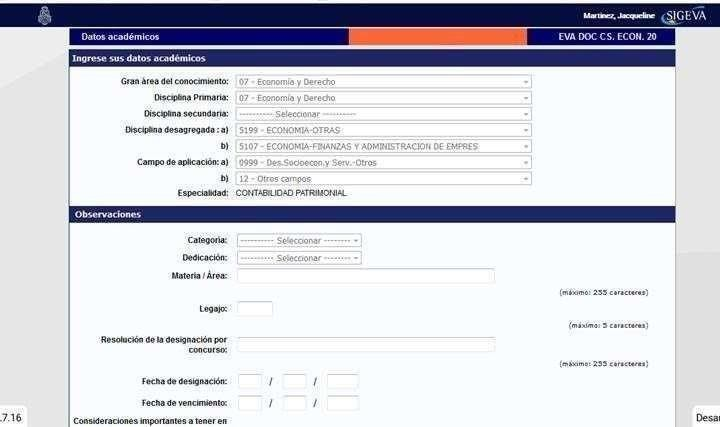 Martinez, Jacqueline SIGEVA
Datos académicos EVA DOC CS. ECON. 20
Ingrese sus datos académicos
Gran área del conocimiento: 07 - Economía y Derecho
Disciplina Primaria: 07 - Economía y Derecho
Disciplina secundaria: ---------- Seleccionar ----------
Disciplina desagregada : a) 5199 - ECONOMIA-OTRAS
b) 5107 - ECONOMIA-FINANZAS Y ADMINISTRACION DE EMPRES
Campo de aplicación: a) 0999 - Des.Socioecon.y Serv.-Otros
b) 12 - Otros campos
Especialidad: CONTABILIDAD PATRIMONIAL
Observaciones
Categoria: ---------- Seleccionar --------
Dedicación: ---------- Seleccionar --------
Materia / Área:
(máximo: 255 caracteres)
Legajo:
(máximo: 5 caracteres)
Resolución de la designación por
concurso:
(máximo: 255 caracteres)
Fecha de designación: / /
Fecha de vencimiento: / /
Consideraciones importantes a tener en
.7.16 Desar